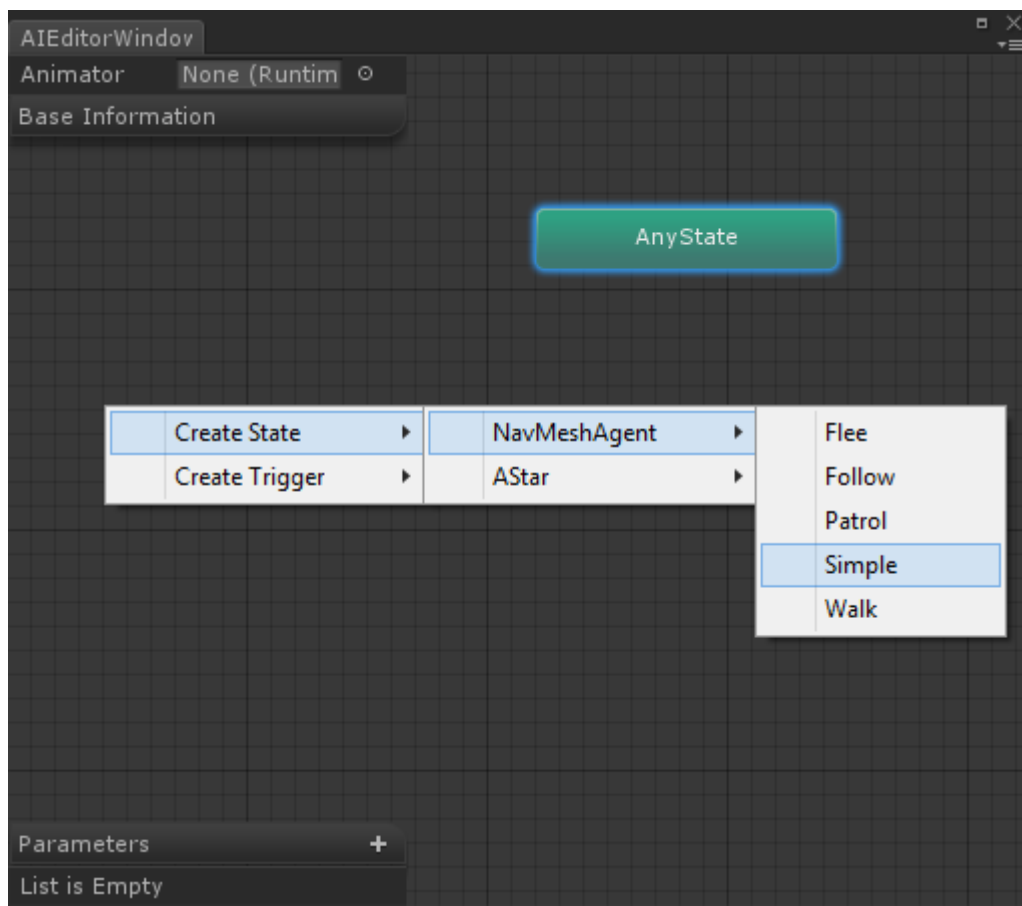 AIEditorWindov
Animator None (Runtim
Base Information
AnyState
Create State
Create Trigger
NavMeshAgent
AStar
Flee
Follow
Patrol
Simple
Walk
Parameters +
List is Empty